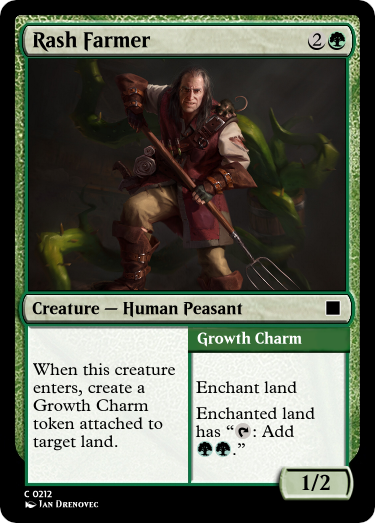 Rash Farmer
2
Creature — Human Peasant
Growth Charm
When this creature
enters, create a
Growth Charm
token attached to
target land.
Enchant land
Enchanted land
has “: Add
.”
1/2
C 0212
Ian Drenovec